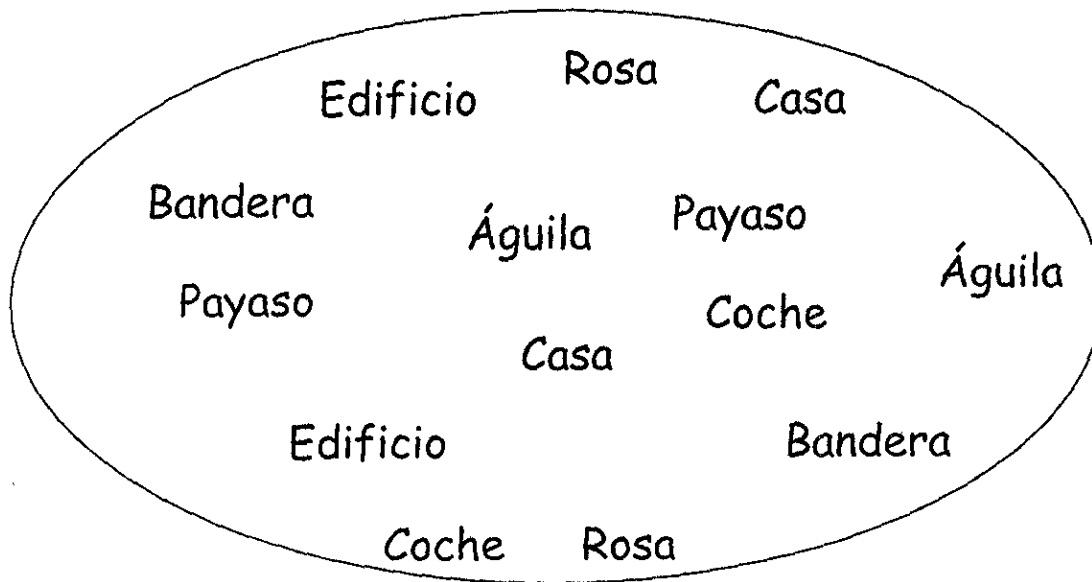 Rosa
Edificio
Casa
Bandera
Payaso
Águila
Águila
Payaso
Coche
Casa
Edificio
Bandera
Coche
Rosa